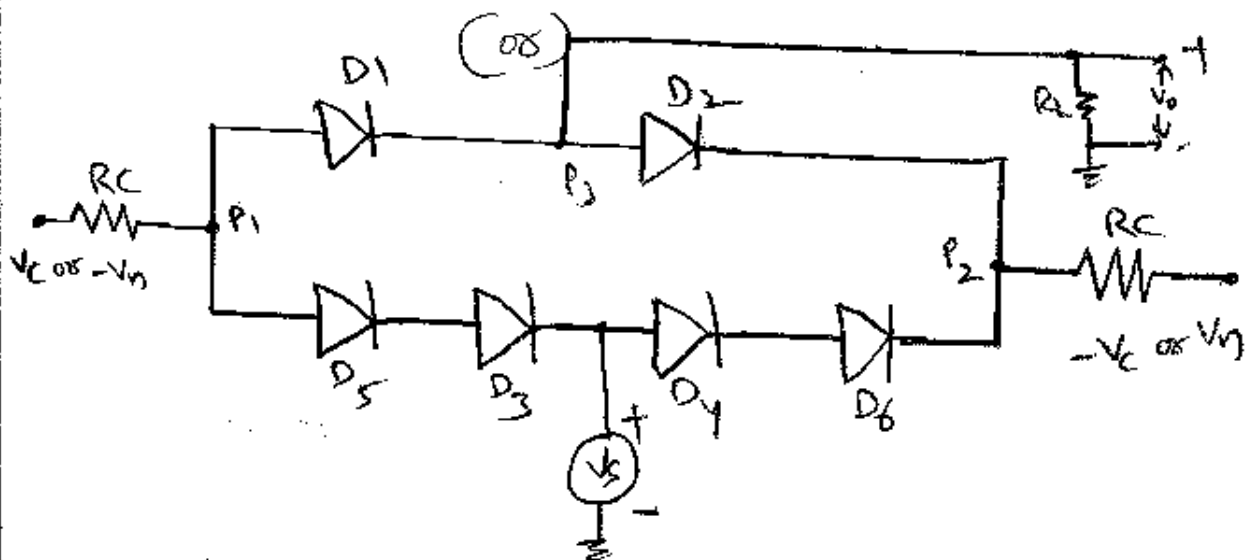 (or)
+
D1
D2
RL
Vo
-
P3
RC
P1
Vc or -Vn
P2
RC
-Vc or Vn
D5
D3
D4
D6
+
Vs
-